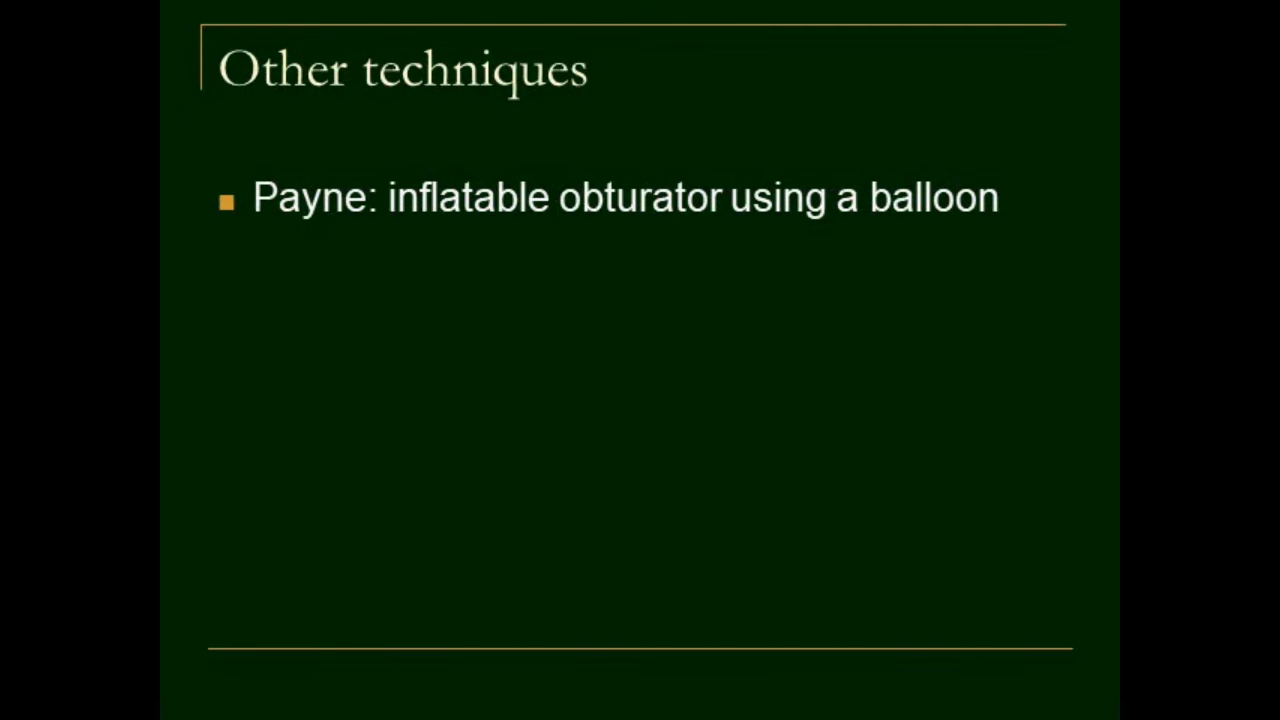 Other techniques
Payne: inflatable obturator using a balloon